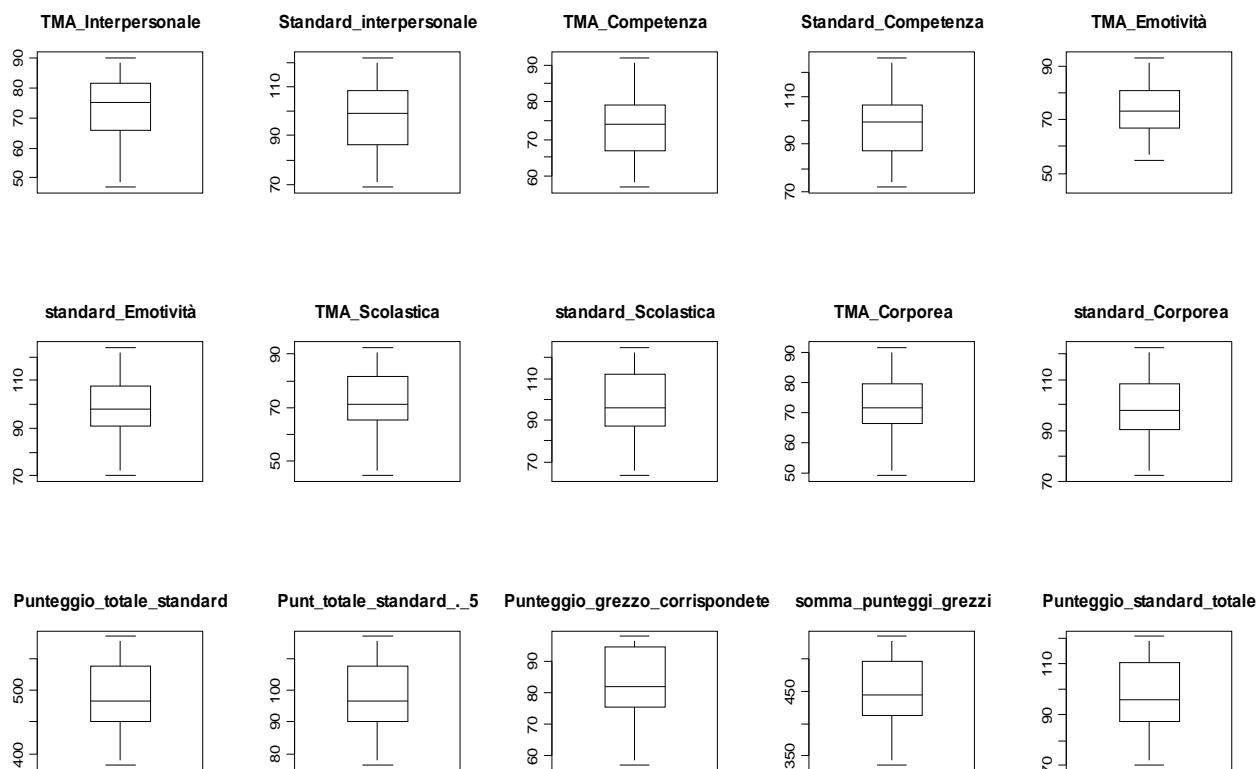 TMA_Interpersonale
Standard_interpersonale
TMA_Competenza
Standard_Competenza
TMA_Emotività
50 60 70 80 90
70 90 110
60 70 80 90
70 90 110
50 70 90
standard_Emotività
TMA_Scolastica
standard_Scolastica
TMA_Corporea
standard_Corporea
70 90 110
50 70 90
70 90 110
50 60 70 80 90
70 90 110
Punteggio_totale_standard
Punt_totale_standard_._5
Punteggio_grezzo_corrispondete
somma_punteggi_grezzi
Punteggio_standard_totale
400 500
80 90 100
60 70 80 90
350 450
70 90 110